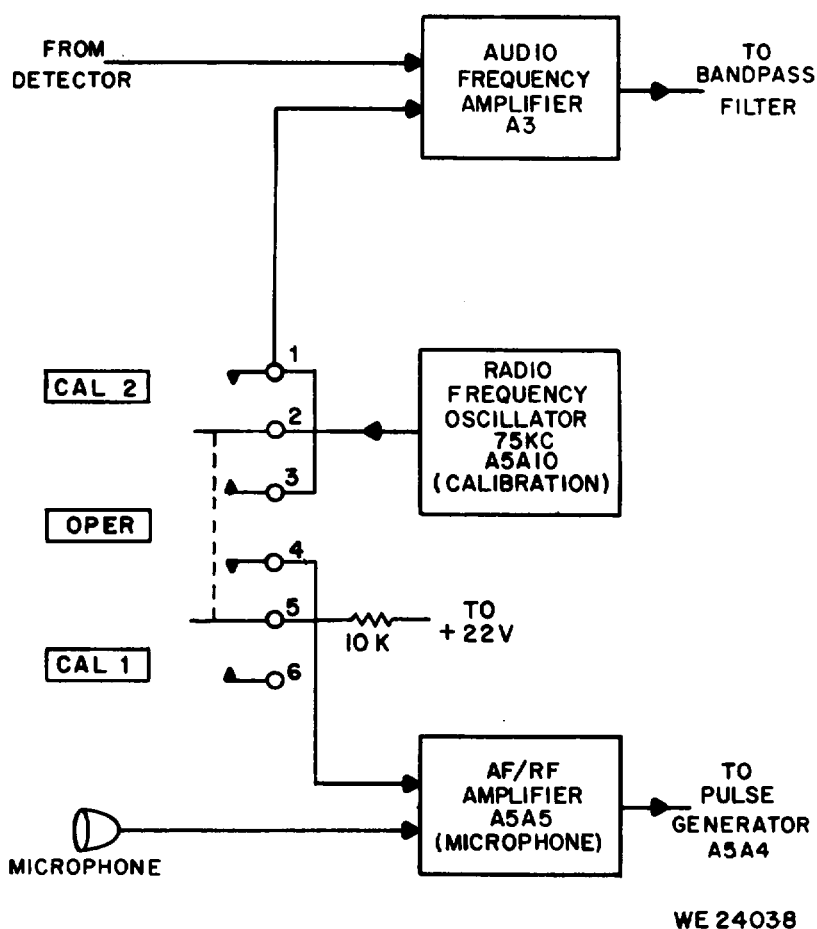 FROM
DETECTOR
AUDIO
FREQUENCY
AMPLIFIER
A3
TO
BANDPASS
FILTER
CAL 2
1
2
3
RADIO
FREQUENCY
OSCILLATOR
75KC
A5A10
(CALIBRATION)
OPER
4
5
6
10K
TO
+22V
CAL 1
MICROPHONE
AF/RF
AMPLIFIER
A5A5
(MICROPHONE)
TO
PULSE
GENERATOR
A5A4
WE 24038